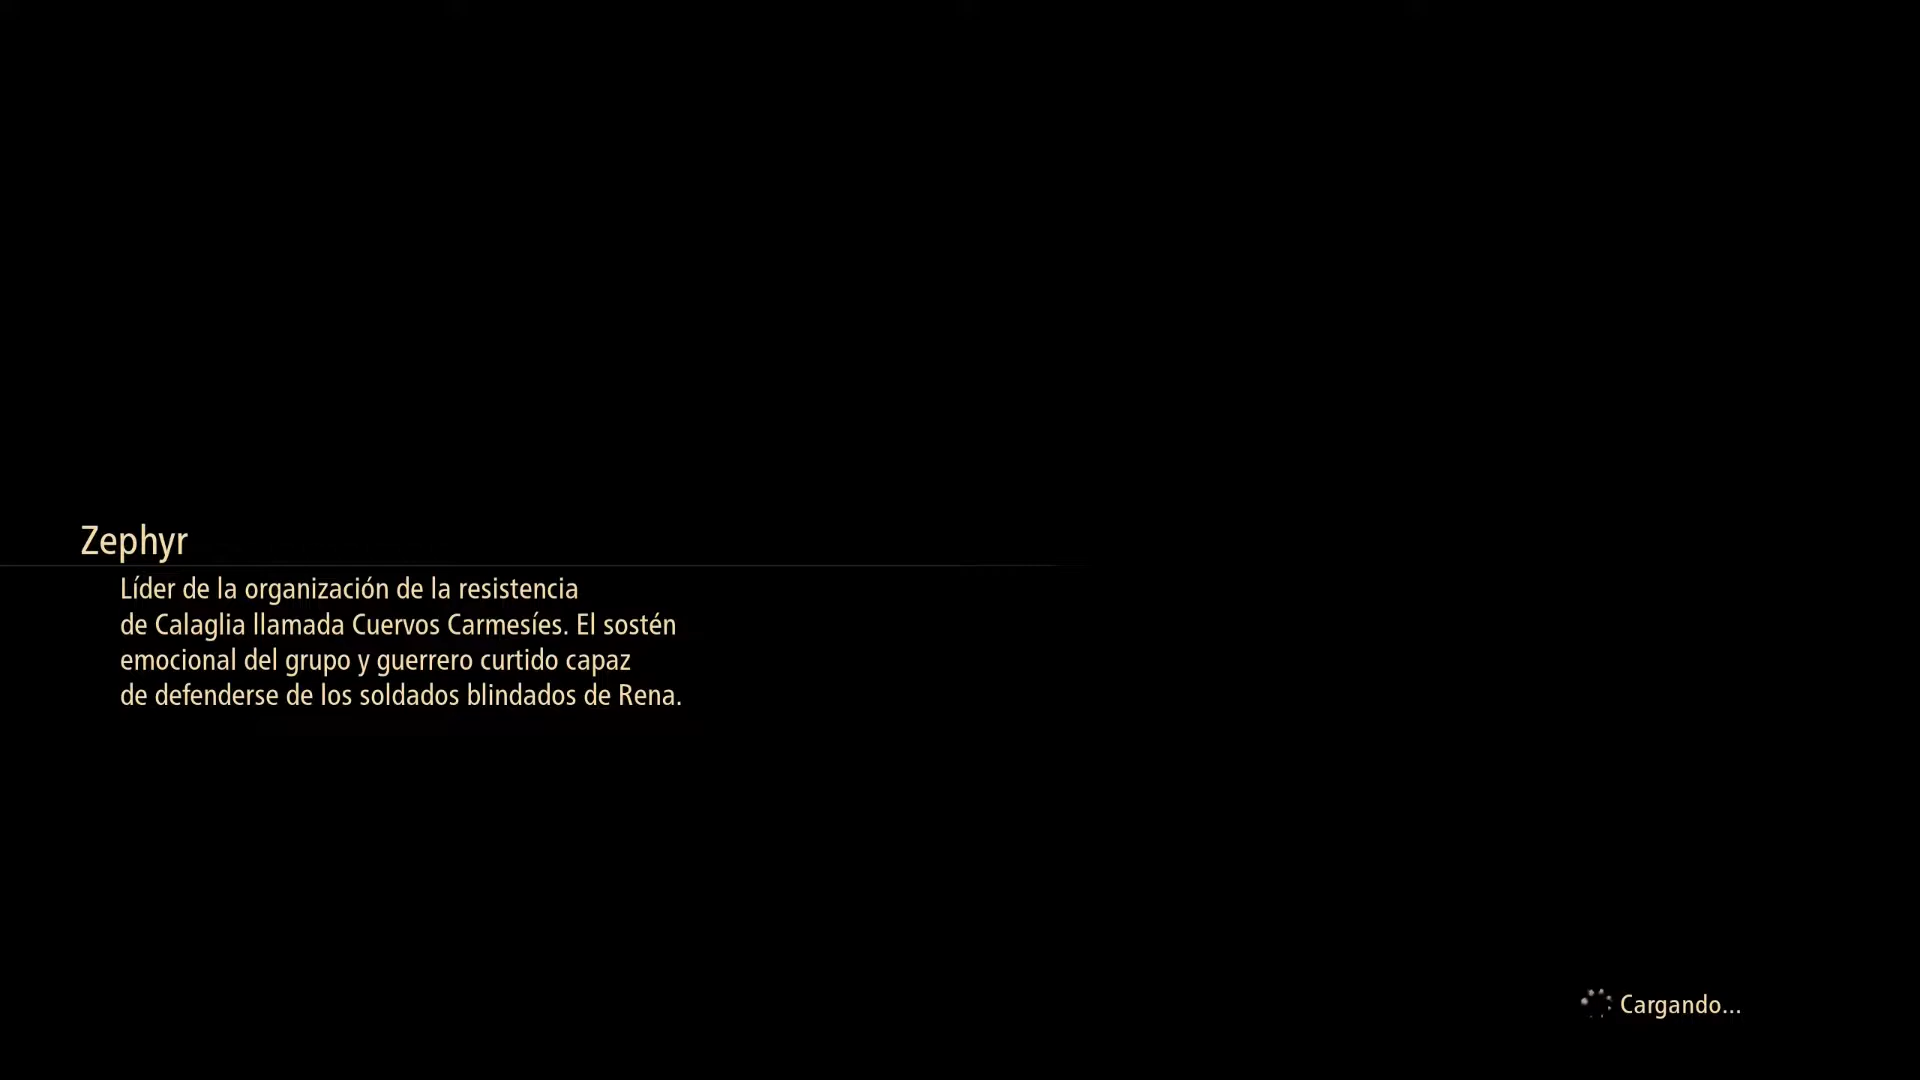 Zephyr
Líder de la organización de la resistencia
de Calaglia llamada Cuervos Carmesíes. El sostén
emocional del grupo y guerrero curtido capaz
de defenderse de los soldados blindados de Rena.
Cargando...